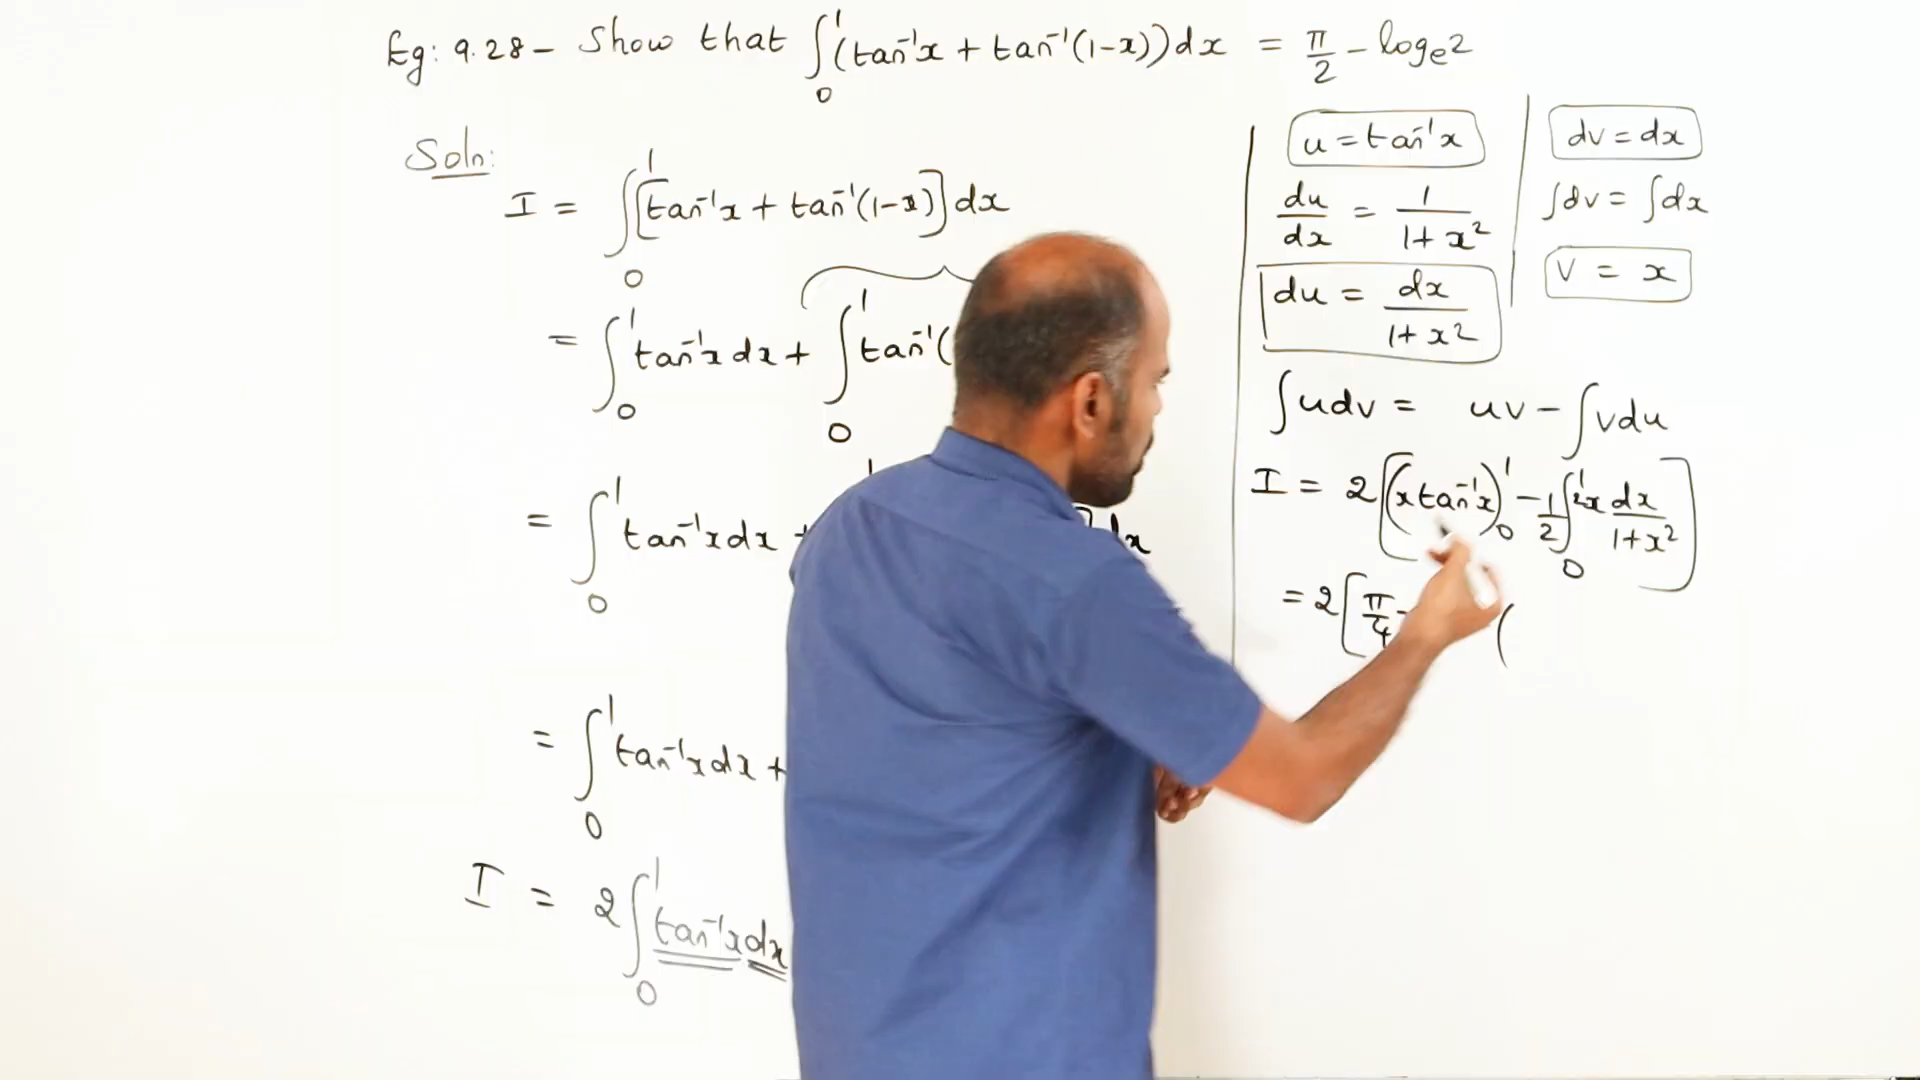 Eg: 9.28 - Show that ∫₀¹ (tan⁻¹x + tan⁻¹(1-x)) dx = π/2 - logₑ2
Soln:
I = ∫₀¹ [tan⁻¹x + tan⁻¹(1-x)] dx
= ∫₀¹ tan⁻¹x dx + ∫₀¹ tan⁻¹(
= ∫₀¹ tan⁻¹x dx + dx
= ∫₀¹ tan⁻¹x dx +
I = 2 ∫₀¹ tan⁻¹x dx
u = tan⁻¹x
du/dx = 1/(1+x²)
du = dx/(1+x²)
dv = dx
∫dv = ∫dx
v = x
∫udv = uv - ∫vdu
I = 2 [(x tan⁻¹x)₀¹ - 1/2 ∫₀¹ 2x dx/(1+x²)]
= 2 [π/4 - (